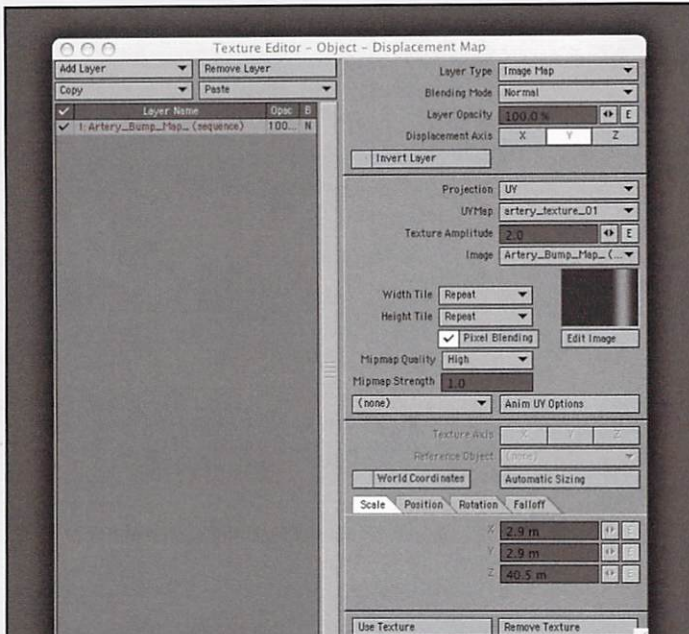 Texture Editor - Object - Displacement Map
Add Layer Remove Layer
Copy Paste
Layer Name Opac B
1: Artery_Bump_Map_ (sequence) 100... N
Layer Type Image Map
Blending Mode Normal
Layer Opacity 100.0 % E
Displacement Axis X Y Z
Invert Layer
Projection UV
UVMap artery_texture_01
Texture Amplitude 2.0 E
Image Artery_Bump_Map_ (...
Width Tile Repeat
Height Tile Repeat
Pixel Blending Edit Image
Mipmap Quality High
Mipmap Strength 1.0
(none) Anim UV Options
Texture Axis X Y Z
Reference Object (none)
World Coordinates Automatic Sizing
Scale Position Rotation Falloff
X 2.9 m E
Y 2.9 m E
Z 40.5 m E
Use Texture Remove Texture